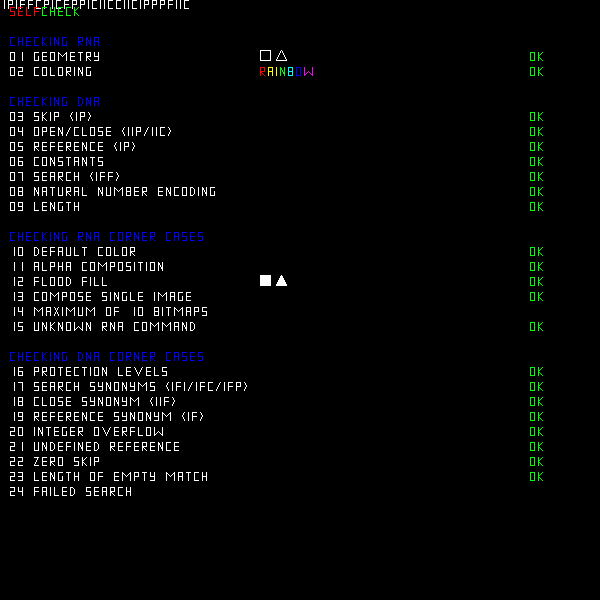 IPIFFCPICFPPICIICCIICIPPPFIIC
SELFCHECK
CHECKING RNA
01 GEOMETRY OK
02 COLORING RAINBOW OK
CHECKING DNA
03 SKIP (IP) OK
04 OPEN/CLOSE (IIP/IIC) OK
05 REFERENCE (IP) OK
06 CONSTANTS OK
07 SEARCH (IFF) OK
08 NATURAL NUMBER ENCODING OK
09 LENGTH OK
CHECKING RNA CORNER CASES
10 DEFAULT COLOR OK
11 ALPHA COMPOSITION OK
12 FLOOD FILL OK
13 COMPOSE SINGLE IMAGE OK
14 MAXIMUM OF 10 BITMAPS
15 UNKNOWN RNA COMMAND OK
CHECKING DNA CORNER CASES
16 PROTECTION LEVELS OK
17 SEARCH SYNONYMS (IFI/IFC/IFP) OK
18 CLOSE SYNONYM (IIF) OK
19 REFERENCE SYNONYM (IF) OK
20 INTEGER OVERFLOW OK
21 UNDEFINED REFERENCE OK
22 ZERO SKIP OK
23 LENGTH OF EMPTY MATCH OK
24 FAILED SEARCH